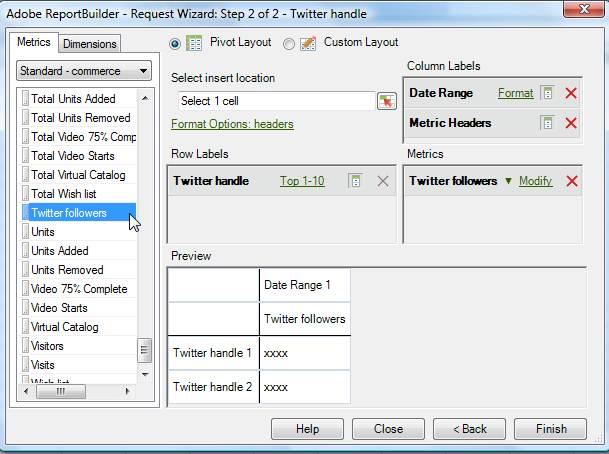 Adobe ReportBuilder - Request Wizard: Step 2 of 2 - Twitter handle
Metrics Dimensions
Standard - commerce
Total Units Added
Total Units Removed
Total Video 75% Comp
Total Video Starts
Total Virtual Catalog
Total Wish list
Twitter followers
Units
Units Added
Units Removed
Video 75% Complete
Video Starts
Virtual Catalog
Visitors
Visits
Wish list
Pivot Layout Custom Layout
Select insert location
Select 1 cell
Format Options: headers
Column Labels
Date Range Format
Metric Headers
Row Labels
Twitter handle Top 1-10
Metrics
Twitter followers Modify
Preview
Date Range 1
Twitter followers
Twitter handle 1 xxxx
Twitter handle 2 xxxx
Help Close < Back Finish